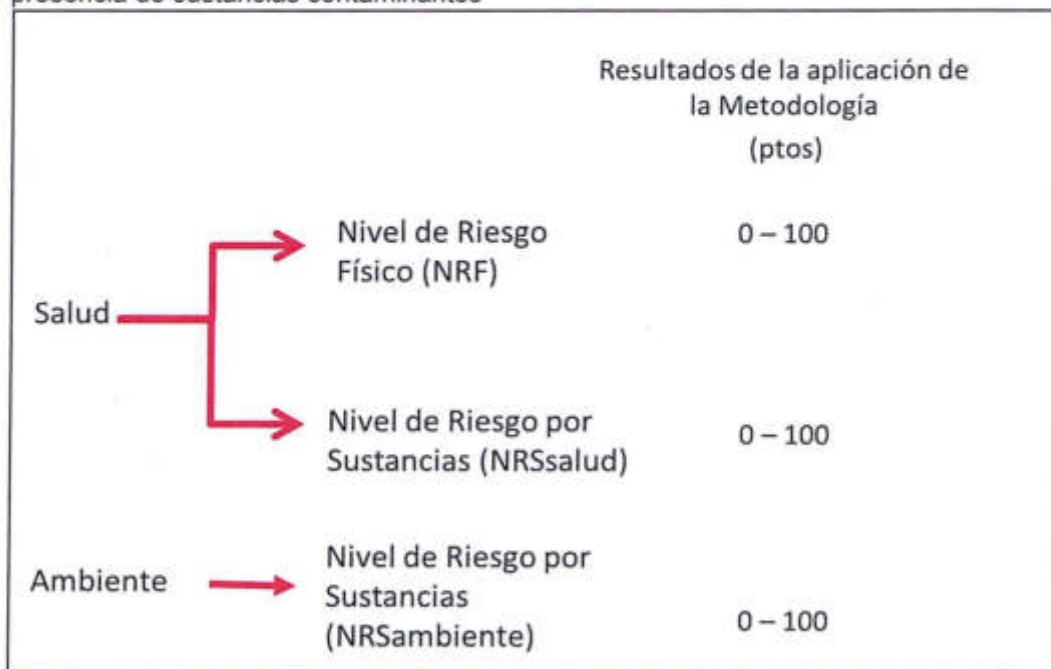 Resultados de la aplicación de
la Metodología
(ptos)
Nivel de Riesgo
Físico (NRF)
0 – 100
Salud
Nivel de Riesgo por
Sustancias (NRSsalud)
0 – 100
Ambiente
Nivel de Riesgo por
Sustancias
(NRSambiente)
0 – 100